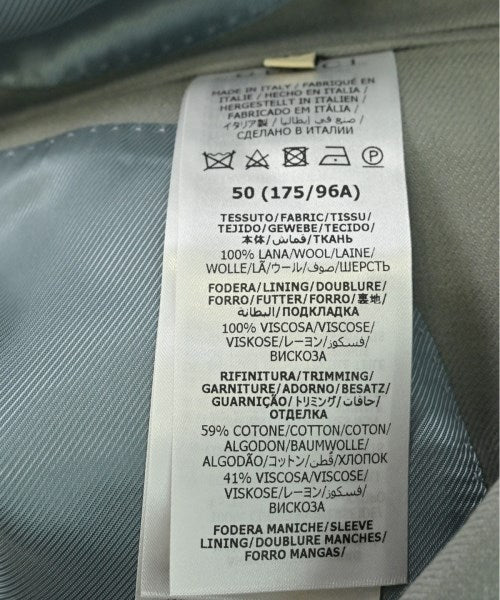 MADE IN ITALY / FABRIQUÉ EN
ITALIE / HECHO EN ITALIA /
HERGESTELLT IN ITALIEN /
FABRICADO EM ITÁLIA /
イタリア製 / صنع في إيطاليا /
СДЕЛАНО В ИТАЛИИ
50 (175/96A)
TESSUTO/FABRIC/TISSU/
TEJIDO/GEWEBE/TECIDO/
本体/قماش/ТКАНЬ
100% LANA/WOOL/LAINE/
WOLLE/LÃ/ウール/صوف/ШЕРСТЬ
FODERA/LINING/DOUBLURE/
FORRO/FUTTER/FORRO/裏地/
البطانة/ПОДКЛАДКА
100% VISCOSA/VISCOSE/
VISKOSE/レーヨン/فسكوز/
ВИСКОЗА
RIFINITURA/TRIMMING/
GARNITURE/ADORNO/BESATZ/
GUARNIÇÃO/トリミング/حافات/
ОТДЕЛКА
59% COTONE/COTTON/COTON/
ALGODON/BAUMWOLLE/
ALGODÃO/コットン/قطن/ХЛОПОК
41% VISCOSA/VISCOSE/
VISKOSE/レーヨン/فسكوز/
ВИСКОЗА
FODERA MANICHE/SLEEVE
LINING/DOUBLURE MANCHES/
FORRO MANGAS/